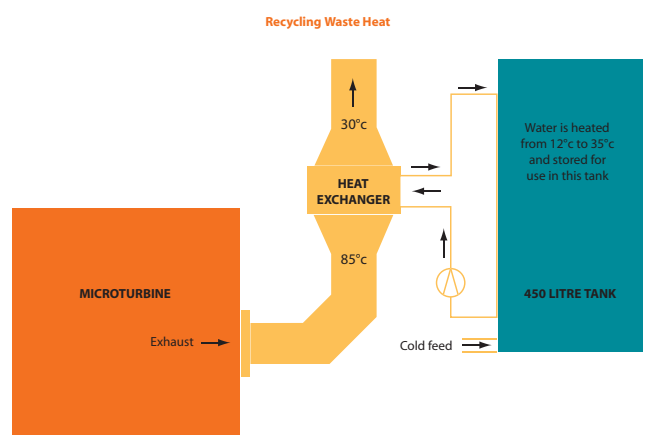 Recycling Waste Heat
30°c
Water is heated
from 12°c to 35°c
and stored for
use in this tank
HEAT
EXCHANGER
85°c
MICROTURBINE
450 LITRE TANK
Exhaust
Cold feed